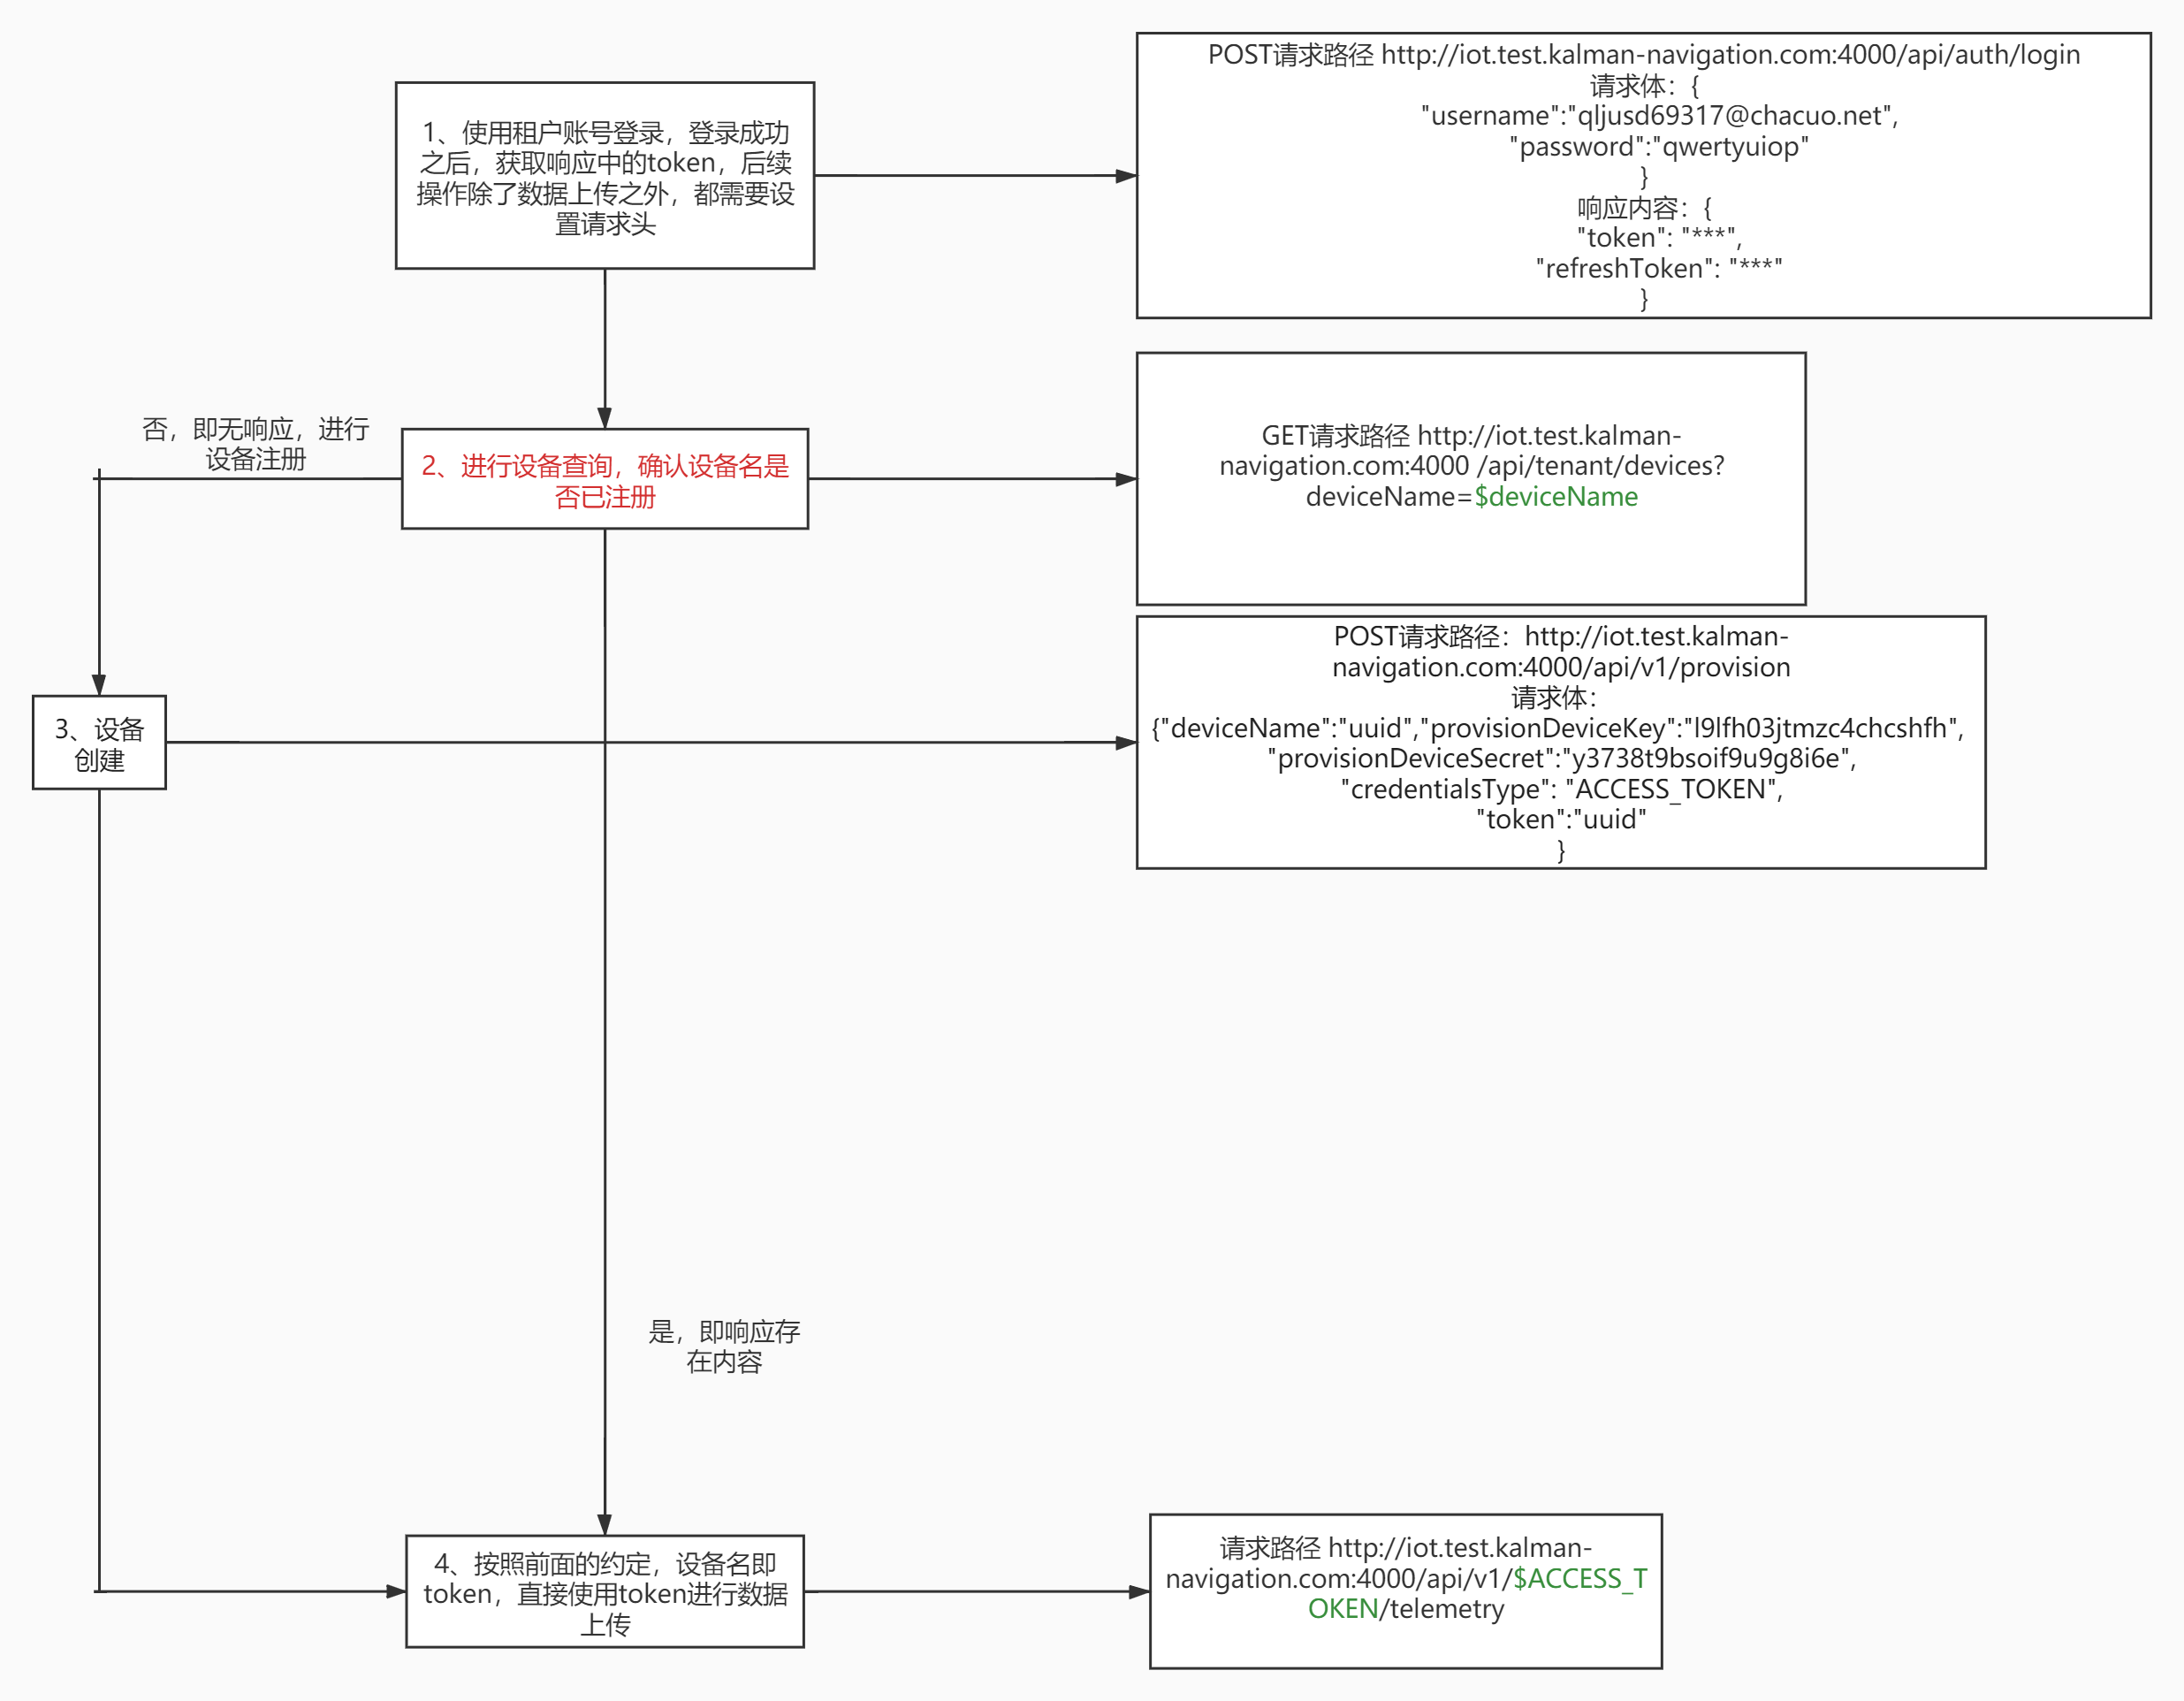 1、使用租户账号登录，登录成功
之后，获取响应中的token，后续
操作除了数据上传之外，都需要设
置请求头
POST请求路径 http://iot.test.kalman-navigation.com:4000/api/auth/login
请求体：{
"username":"qljusd69317@chacuo.net",
"password":"qwertyuiop"
}
响应内容：{
"token": "***",
"refreshToken": "***"
}
否，即无响应，进行
设备注册
2、进行设备查询，确认设备名是
否已注册
GET请求路径 http://iot.test.kalman-
navigation.com:4000 /api/tenant/devices?
deviceName=$deviceName
3、设备
创建
POST请求路径：http://iot.test.kalman-
navigation.com:4000/api/v1/provision
请求体：
{"deviceName":"uuid","provisionDeviceKey":"l9lfh03jtmzc4chcshfh",
"provisionDeviceSecret":"y3738t9bsoif9u9g8i6e",
"credentialsType": "ACCESS_TOKEN",
"token":"uuid"
}
是，即响应存
在内容
4、按照前面的约定，设备名即
token，直接使用token进行数据
上传
请求路径 http://iot.test.kalman-
navigation.com:4000/api/v1/$ACCESS_T
OKEN/telemetry